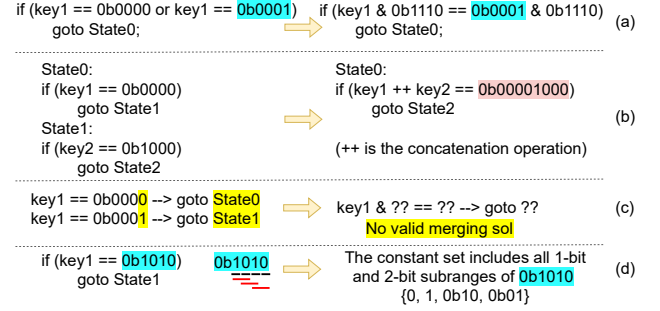 if (key1 == 0b0000 or key1 == 0b0001)
goto State0;
if (key1 & 0b1110 == 0b0001 & 0b1110)
goto State0;
(a)
State0:
if (key1 == 0b0000)
goto State1
State1:
if (key2 == 0b1000)
goto State2
State0:
if (key1 ++ key2 == 0b00001000)
goto State2
(++ is the concatenation operation)
(b)
key1 == 0b0000 --> goto State0
key1 == 0b0001 --> goto State1
key1 & ?? == ?? --> goto ??
No valid merging sol
(c)
if (key1 == 0b1010)
goto State1
0b1010
The constant set includes all 1-bit
and 2-bit subranges of 0b1010
{0, 1, 0b10, 0b01}
(d)